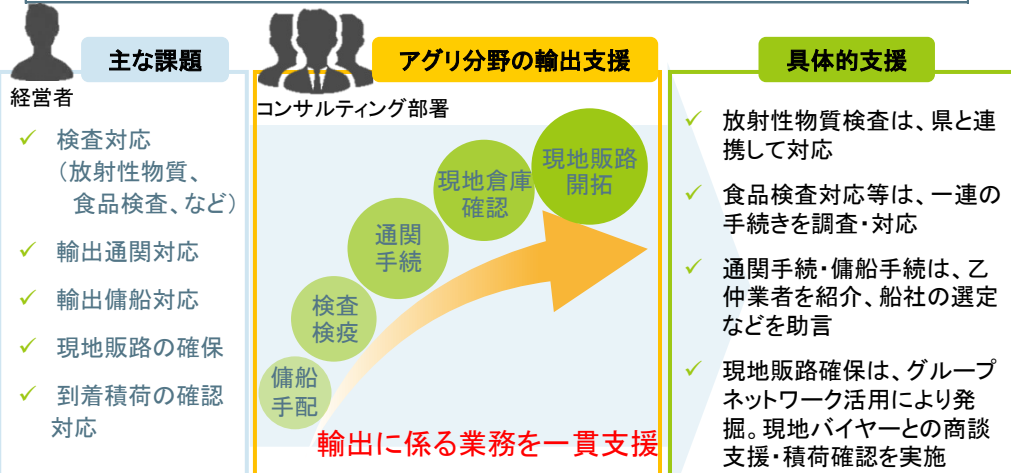 主な課題
経営者
✓ 検査対応
（放射性物質、
食品検査、など）
✓ 輸出通関対応
✓ 輸出傭船対応
✓ 現地販路の確保
✓ 到着積荷の確認
対応
アグリ分野の輸出支援
コンサルティング部署
傭船
手配
検査
検疫
通関
手続
現地倉庫
確認
現地販路
開拓
輸出に係る業務を一貫支援
具体的支援
✓ 放射性物質検査は、県と連
携して対応
✓ 食品検査対応等は、一連の
手続きを調査・対応
✓ 通関手続・傭船手続は、乙
仲業者を紹介、船社の選定
などを助言
✓ 現地販路確保は、グループ
ネットワーク活用により発
掘。現地バイヤーとの商談
支援・積荷確認を実施